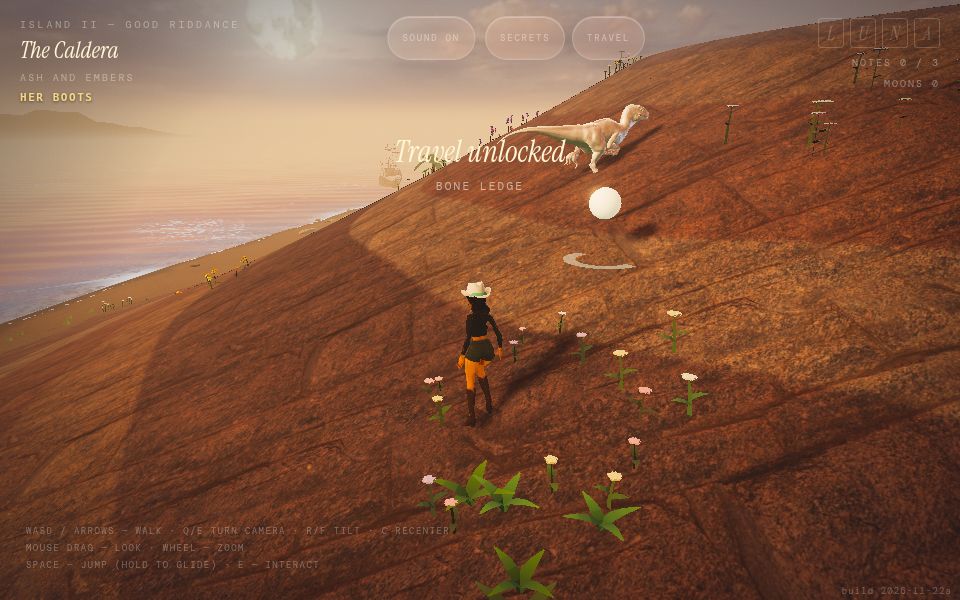 ISLAND II — GOOD RIDDANCE
The Caldera
ASH AND EMBERS
HER BOOTS
SOUND ON
SECRETS
TRAVEL
L U N A
NOTES 0 / 3
MOONS 0
Travel unlocked
BONE LEDGE
WASD / ARROWS — WALK · Q/E TURN CAMERA · R/F TILT · C RECENTER
MOUSE DRAG — LOOK · WHEEL — ZOOM
SPACE — JUMP (HOLD TO GLIDE) · E — INTERACT
build 2026-11-22a